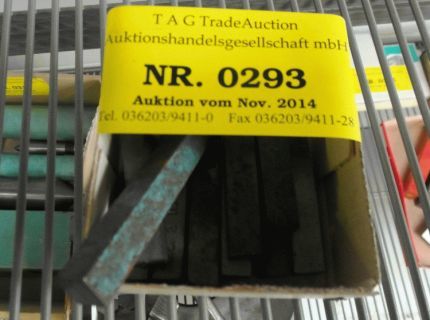 T A G TradeAuction
Auktionshandelsgesellschaft mbH
NR. 0293
Auktion vom Nov. 2014
Tel. 036203/9411-0 Fax 036203/9411-28